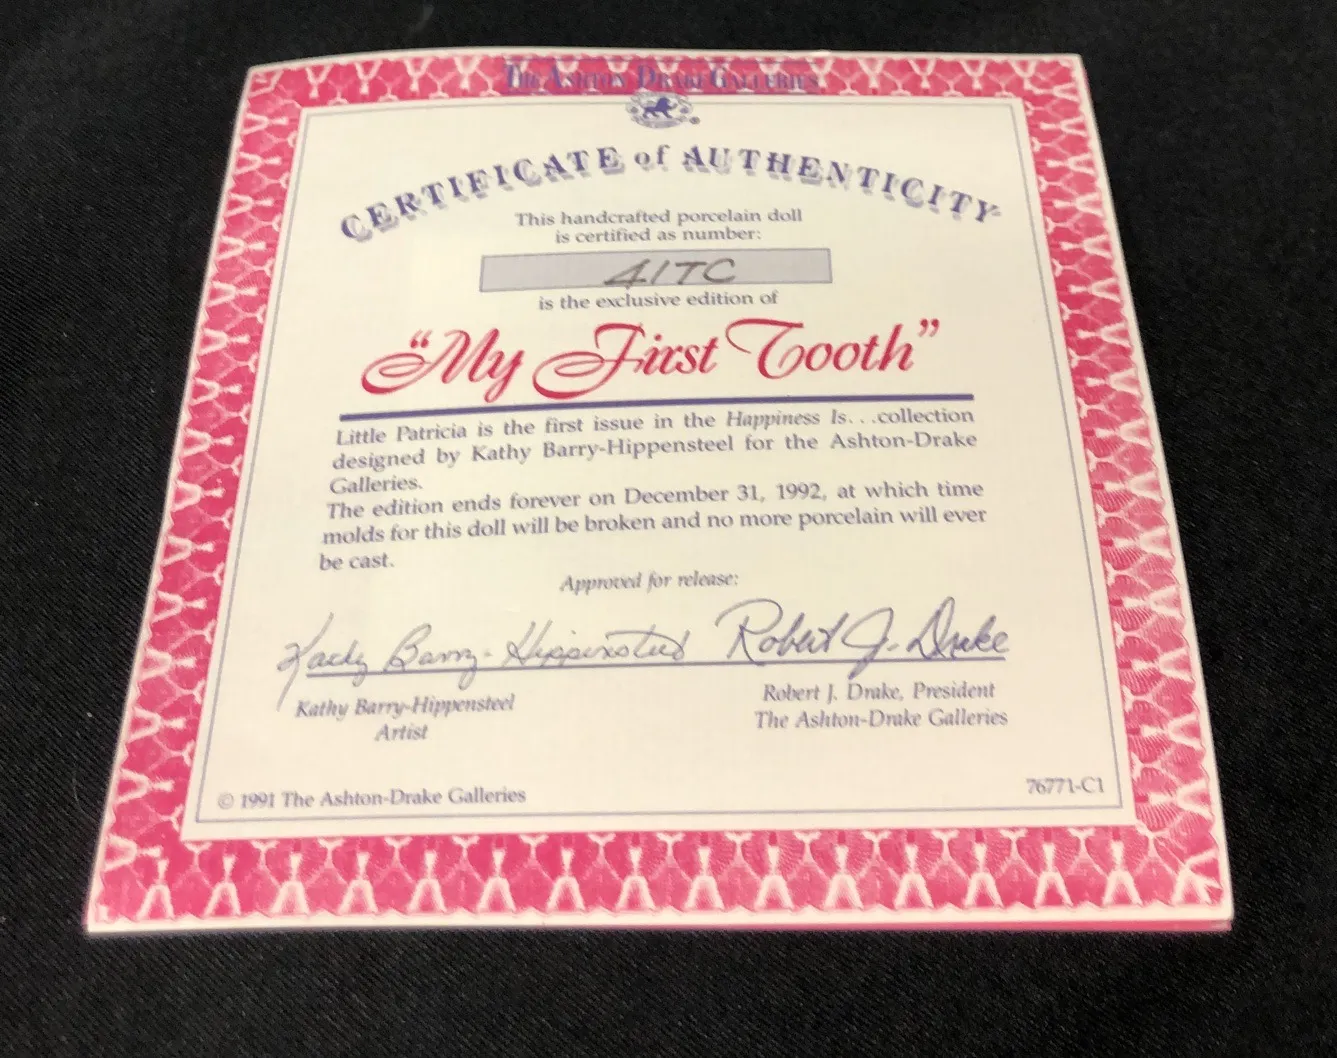 THE ASHTON-DRAKE GALLERIES
CERTIFICATE of AUTHENTICITY
This handcrafted porcelain doll
is certified as number:
41TC
is the exclusive edition of
“My First Tooth”
Little Patricia is the first issue in the Happiness Is...collection
designed by Kathy Barry-Hippensteel for the Ashton-Drake
Galleries.
The edition ends forever on December 31, 1992, at which time
molds for this doll will be broken and no more porcelain will ever
be cast.
Approved for release:
Kathy Barry-Hippensteel Robert J. Drake
Kathy Barry-Hippensteel
Artist
Robert J. Drake, President
The Ashton-Drake Galleries
© 1991 The Ashton-Drake Galleries
76771-C1